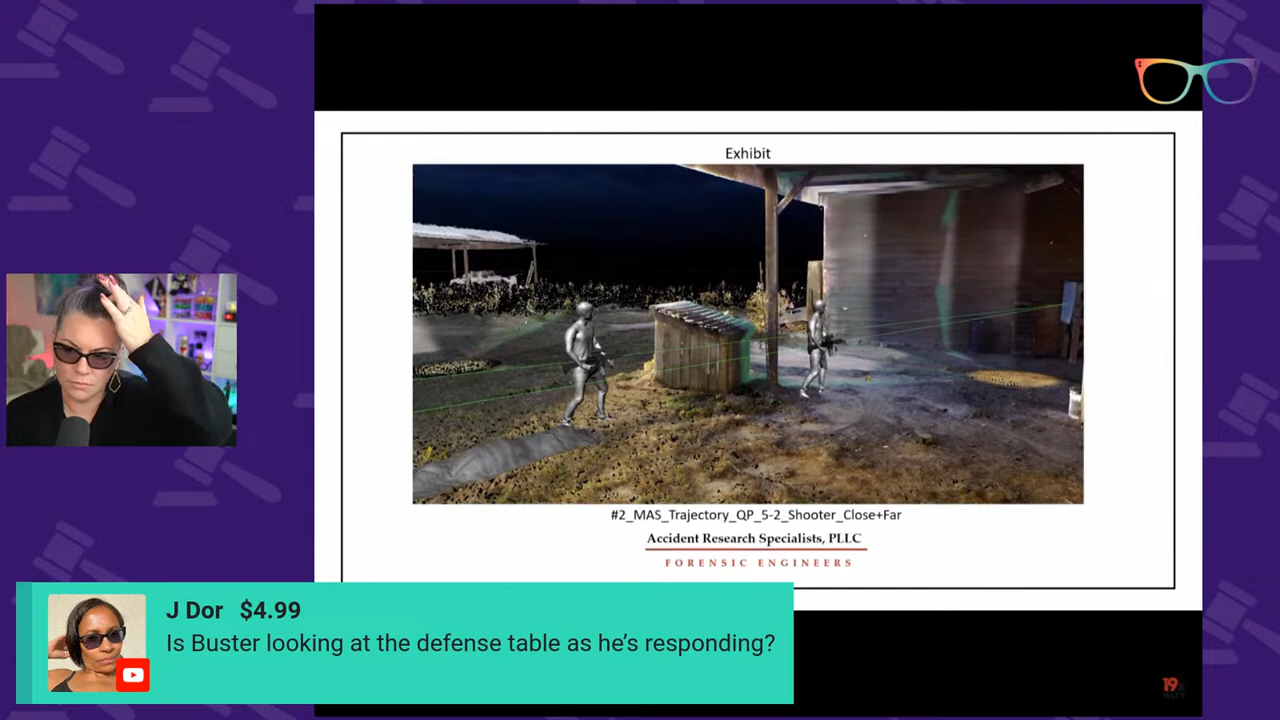 Exhibit
#2_MAS_Trajectory_QP_5-2_Shooter_Close+Far
Accident Research Specialists, PLLC
FORENSIC ENGINEERS
J Dor $4.99
Is Buster looking at the defense table as he’s responding?
19